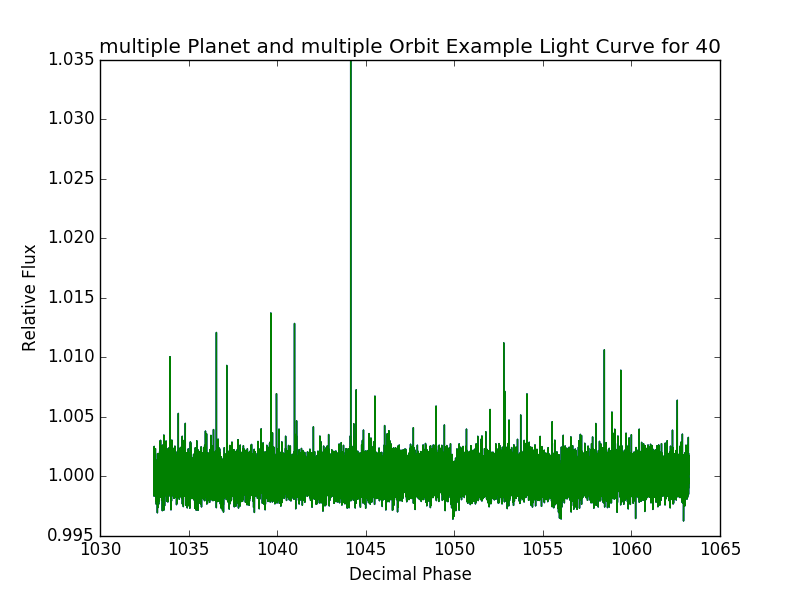 multiple Planet and multiple Orbit Example Light Curve for 40
1.035
1.030
1.025
1.020
1.015
1.010
1.005
1.000
0.995
Relative Flux
1030 1035 1040 1045 1050 1055 1060 1065
Decimal Phase